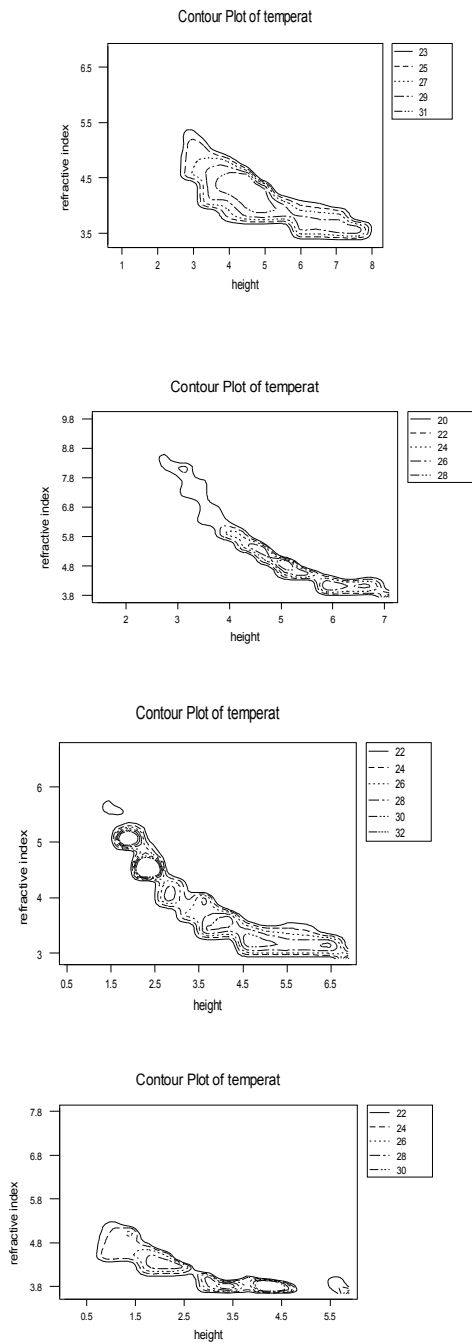 Contour Plot of temperat
23
25
27
29
31
6.5
5.5
4.5
3.5
refractive index
1 2 3 4 5 6 7 8
height
Contour Plot of temperat
20
22
24
26
28
9.8
8.8
7.8
6.8
5.8
4.8
3.8
refractive index
2 3 4 5 6 7
height
Contour Plot of temperat
22
24
26
28
30
32
6
5
4
3
refractive index
0.5 1.5 2.5 3.5 4.5 5.5 6.5
height
Contour Plot of temperat
22
24
26
28
30
7.8
6.8
5.8
4.8
3.8
refractive index
0.5 1.5 2.5 3.5 4.5 5.5
height